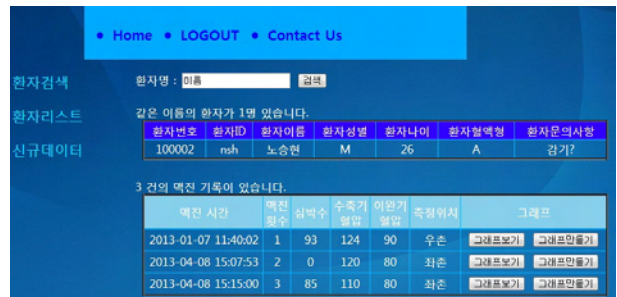 • Home • LOGOUT • Contact Us
환자검색
환자리스트
신규데이터
환자명 : 이름 검색
같은 이름의 환자가 1명 있습니다.
환자번호 환자ID 환자이름 환자성별 환자나이 환자혈액형 환자문의사항
100002 nsh 노승현 M 26 A 감기?
3 건의 맥진 기록이 있습니다.
맥진 시간 맥진횟수 심박수 수축기혈압 이완기혈압 측정위치 그래프
2013-01-07 11:40:02 1 93 124 90 우촌 그래프보기 그래프만들기
2013-04-08 15:07:53 2 0 120 80 좌촌 그래프보기 그래프만들기
2013-04-08 15:15:00 3 85 110 80 좌촌 그래프보기 그래프만들기